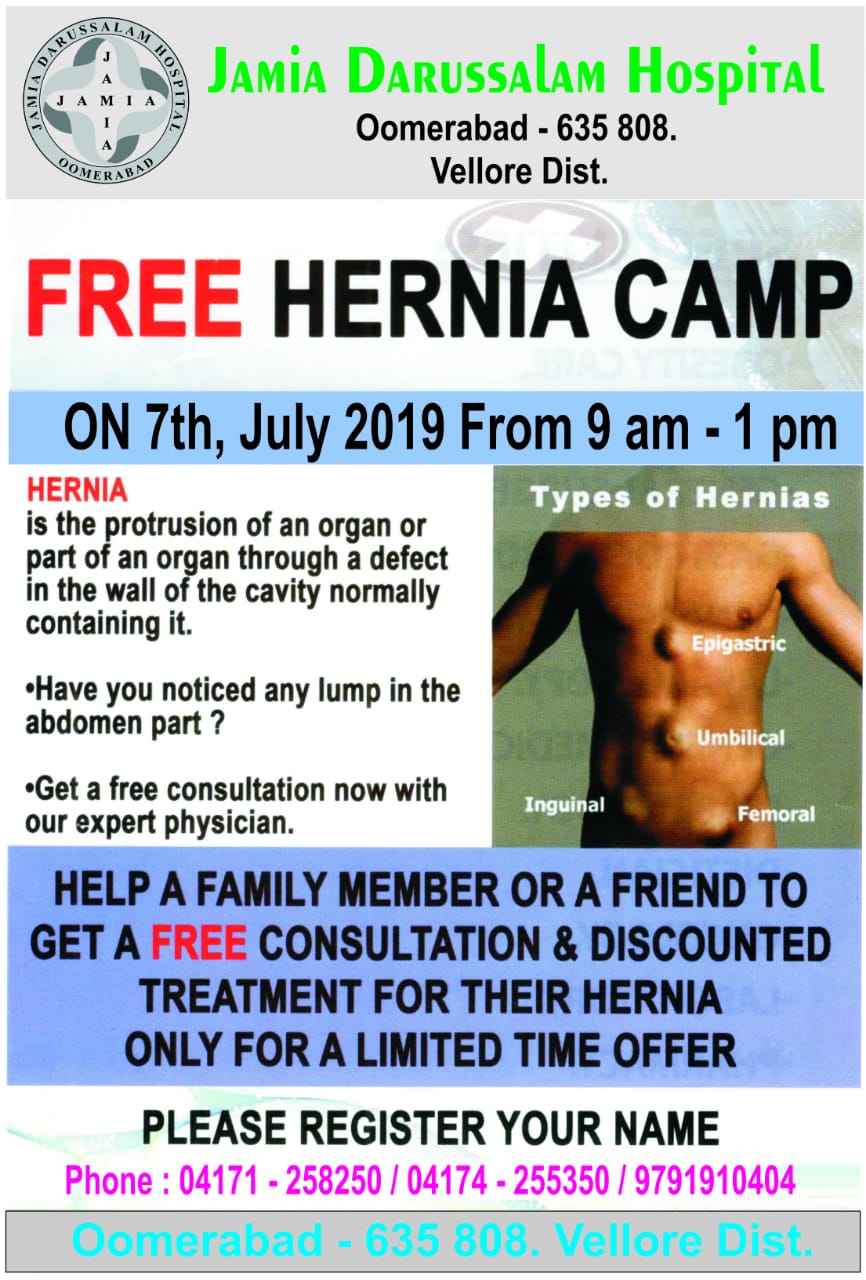 JAMIA DARUSSALAM HOSPITAL
JAMIA
JAMIA
OOMERABAD
JAMIA DARUSSALAM HOSPITAL
Oomerabad - 635 808.
Vellore Dist.
FREE HERNIA CAMP
ON 7th, July 2019 From 9 am - 1 pm
HERNIA
is the protrusion of an organ or
part of an organ through a defect
in the wall of the cavity normally
containing it.
•Have you noticed any lump in the
abdomen part ?
•Get a free consultation now with
our expert physician.
Types of Hernias
Epigastric
Umbilical
Inguinal
Femoral
HELP A FAMILY MEMBER OR A FRIEND TO
GET A FREE CONSULTATION & DISCOUNTED
TREATMENT FOR THEIR HERNIA
ONLY FOR A LIMITED TIME OFFER
PLEASE REGISTER YOUR NAME
Phone : 04171 - 258250 / 04174 - 255350 / 9791910404
Oomerabad - 635 808. Vellore Dist.